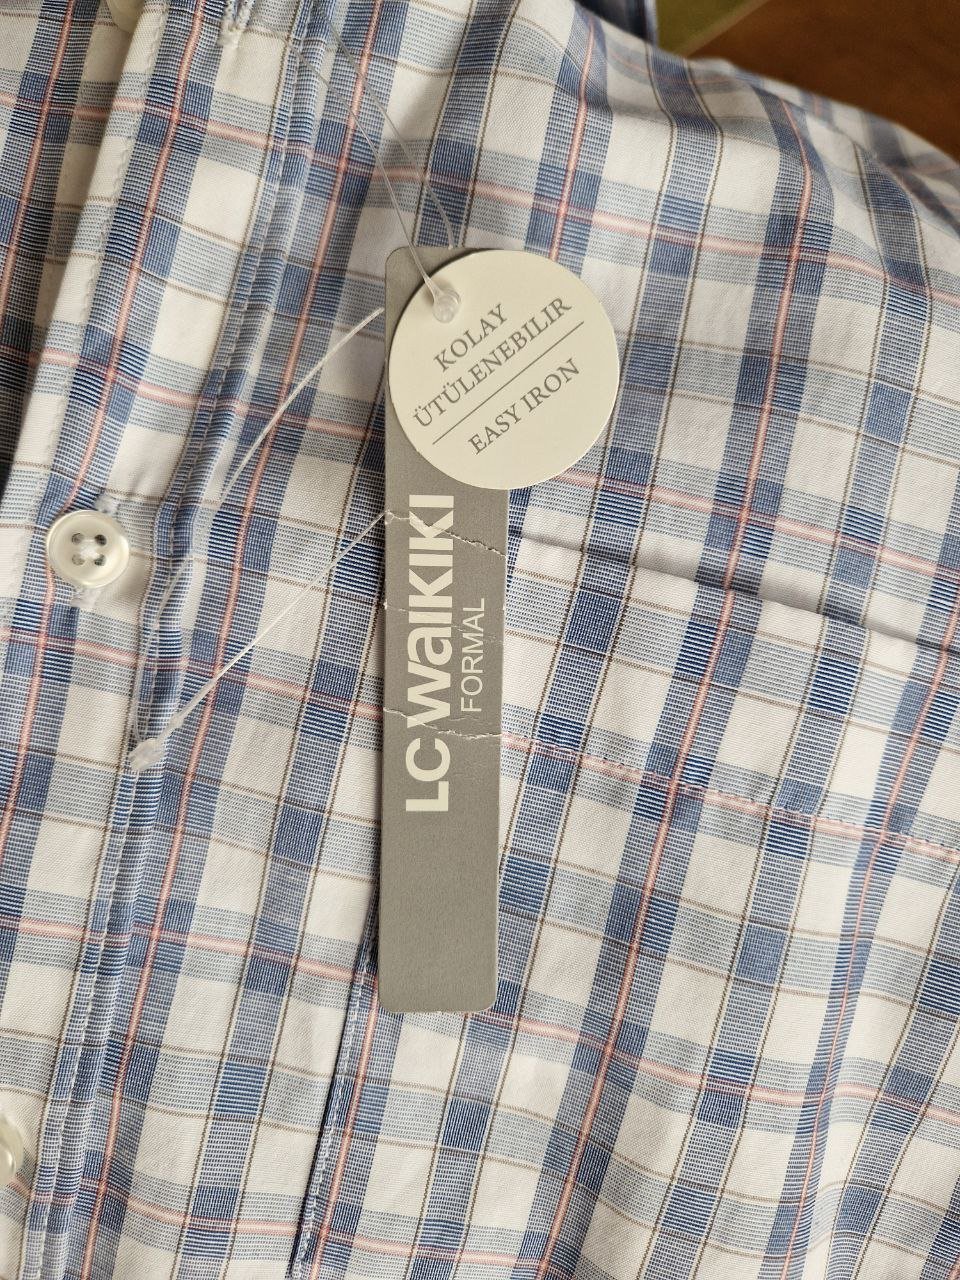 KOLAY
ÜTÜLENEBILIR
EASY IRON
LC WAIKIKI
FORMAL